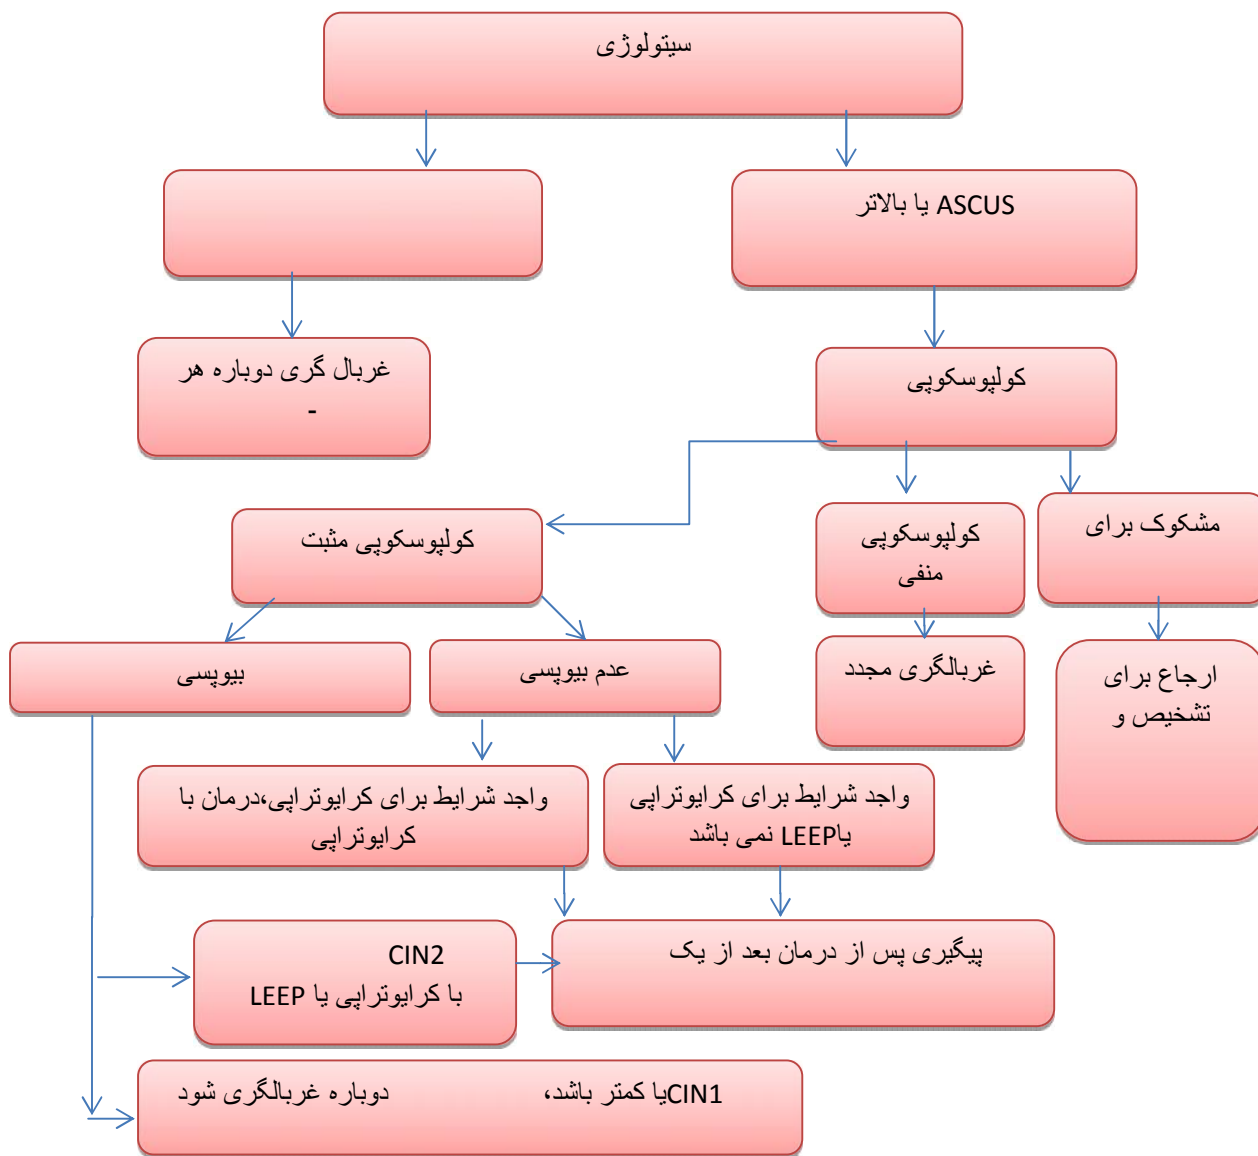 سیتولوژی
ASCUS یا بالاتر
غربال گری دوباره هر
-
کولپوسکوپی
کولپوسکوپی مثبت
کولپوسکوپی
منفی
مشکوک برای
بیوپسی
عدم بیوپسی
غربالگری مجدد
ارجاع برای
تشخیص و
واجد شرایط برای کرایوتراپی،درمان با
کرایوتراپی
واجد شرایط برای کرایوتراپی
یاLEEP نمی باشد
CIN2
با کرایوتراپی یا LEEP
پیگیری پس از درمان بعد از یک
CIN1یا کمتر باشد، دوباره غربالگری شود